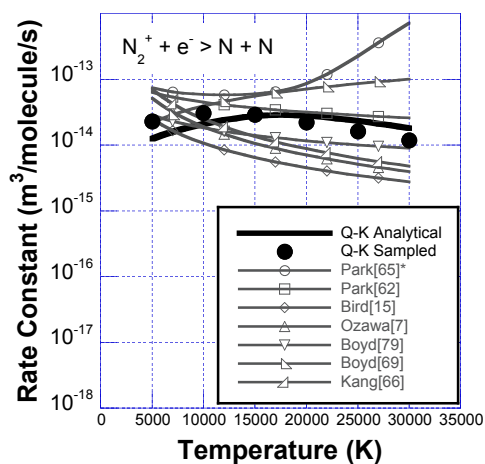 N₂⁺ + e⁻ > N + N
Rate Constant (m³/molecule/s)
10⁻¹³
10⁻¹⁴
10⁻¹⁵
10⁻¹⁶
10⁻¹⁷
10⁻¹⁸
Q-K Analytical
Q-K Sampled
Park[65]*
Park[62]
Bird[15]
Ozawa[7]
Boyd[79]
Boyd[69]
Kang[66]
0 5000 10000 15000 20000 25000 30000 35000
Temperature (K)